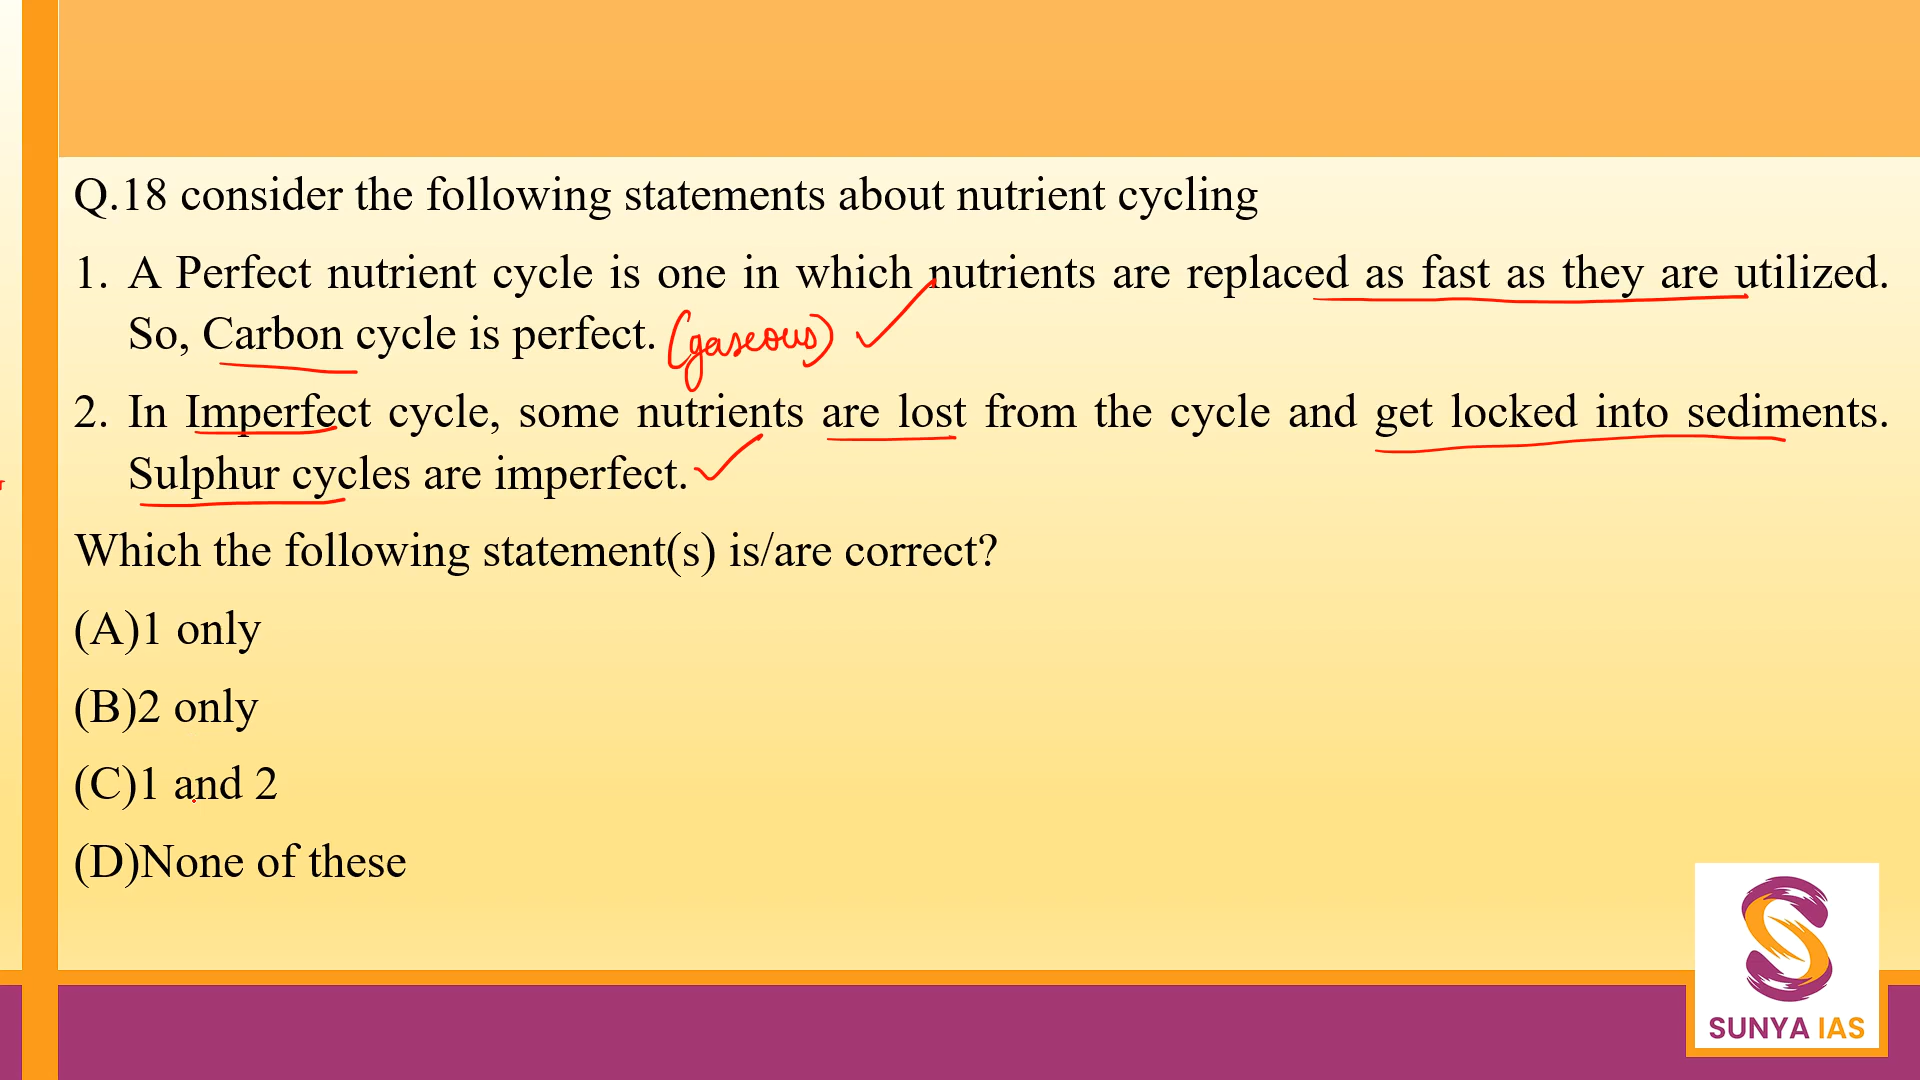 Q.18 consider the following statements about nutrient cycling
1. A Perfect nutrient cycle is one in which nutrients are replaced as fast as they are utilized.
So, Carbon cycle is perfect. (gaseous)
2. In Imperfect cycle, some nutrients are lost from the cycle and get locked into sediments.
Sulphur cycles are imperfect.
Which the following statement(s) is/are correct?
(A)1 only
(B)2 only
(C)1 and 2
(D)None of these
SUNYA IAS